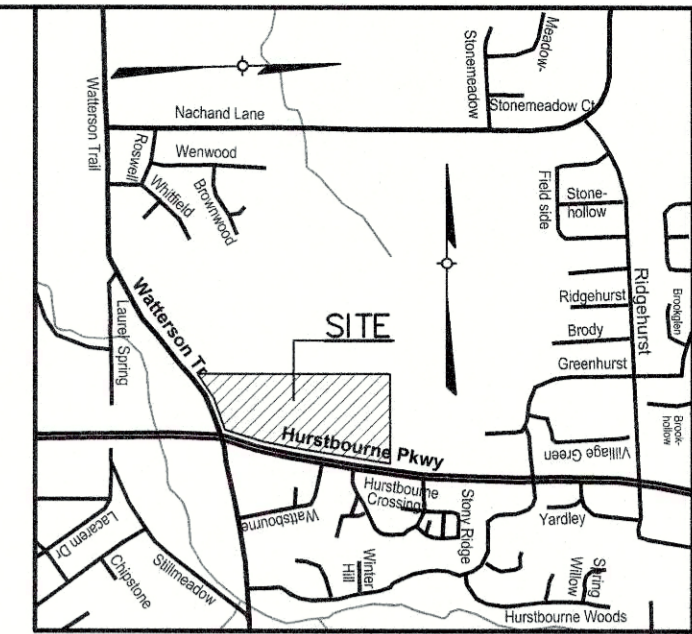 Meadow-
Stonemeadow
Watterson Trail
Nachand Lane
Stonemeadow Ct
Roswell
Wenwood
Whitfield
Brownwood
Field side
Stone-
hollow
Ridgehurst
Ridgehurst
Brookglen
Watterson Tr
Laurel Spring
SITE
Brody
Greenhurst
Brook-
hollow
Hurstbourne Pkwy
Villiage Green
Wattsbourne
Hurstbourne
Crossing
Stony Ridge
Yardley
Lacarem Dr
Chipstone
Stillmeadow
Winter
Hill
Spring
Willow
Hurstbourne Woods